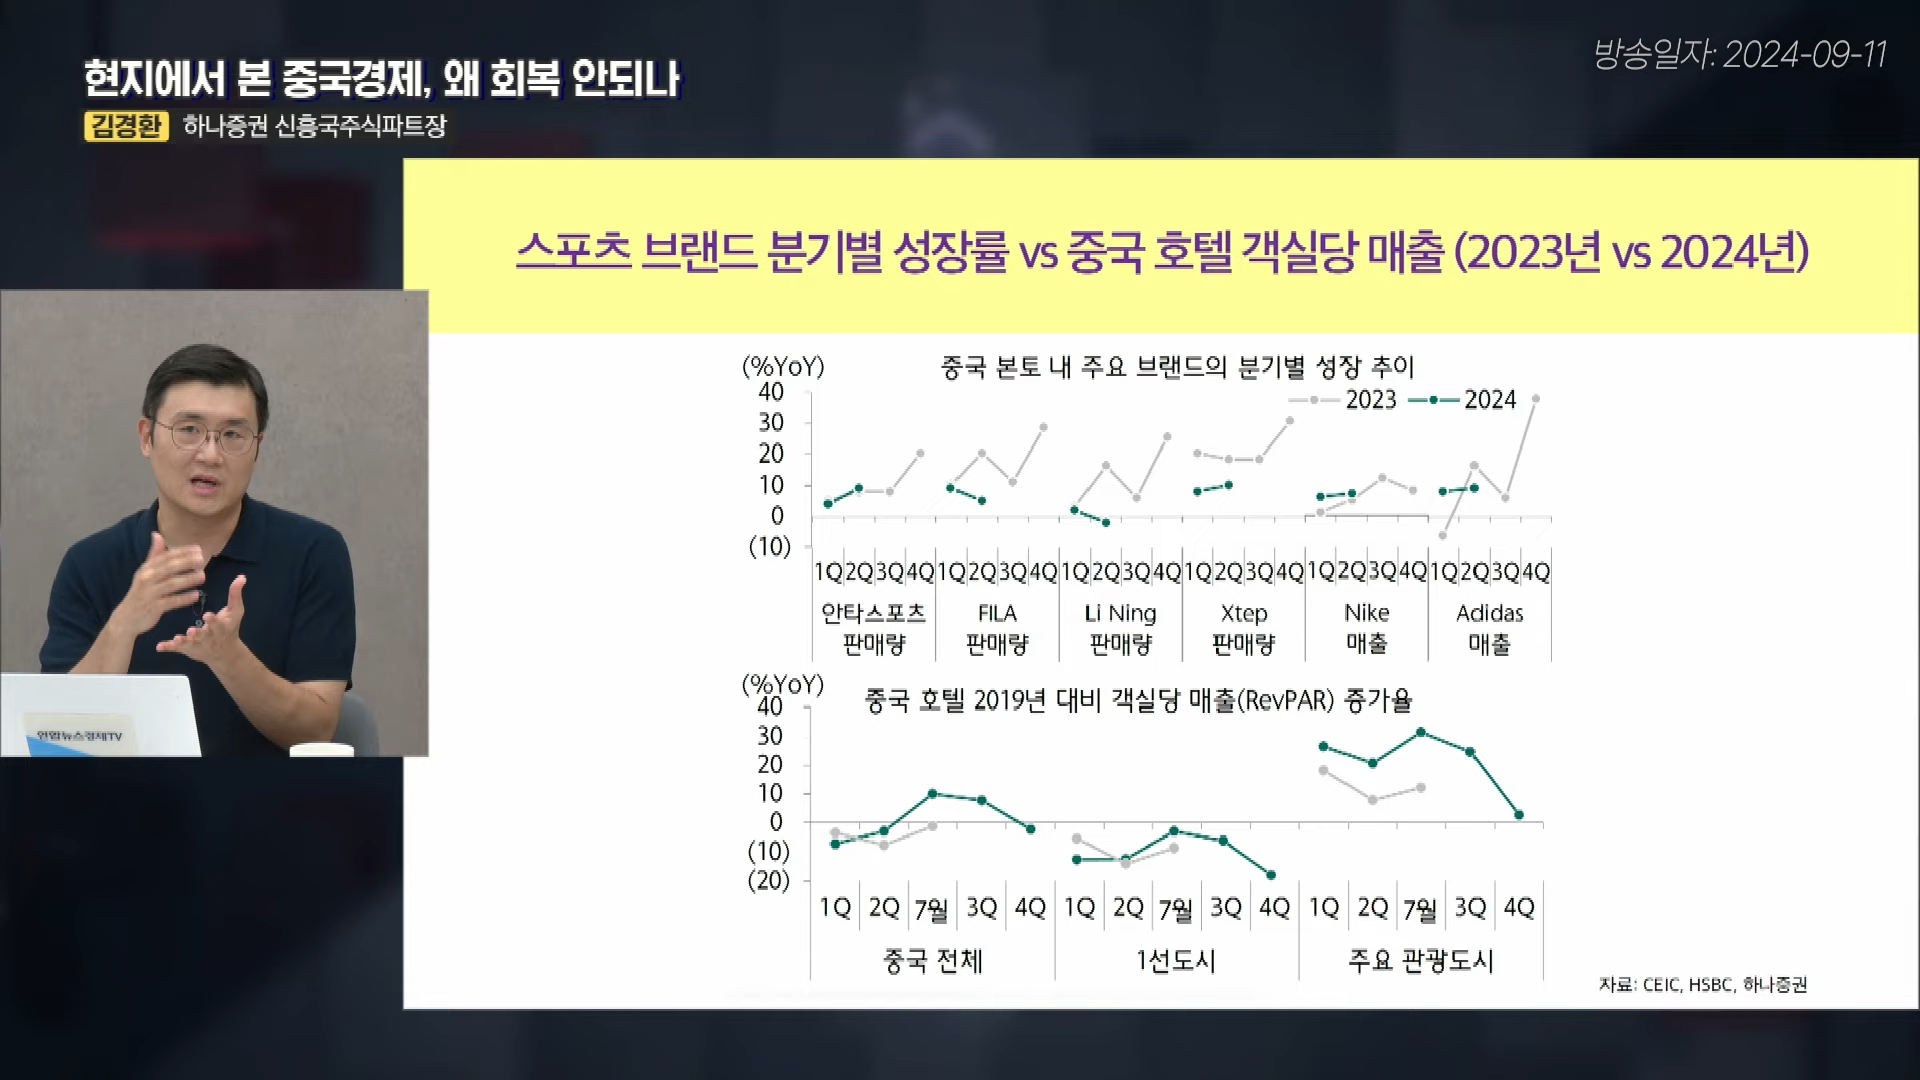 방송일자: 2024-09-11
현지에서 본 중국경제, 왜 회복 안되나
김경환 하나증권 신흥국주식파트장
스포츠 브랜드 분기별 성장률 vs 중국 호텔 객실당 매출 (2023년 vs 2024년)
(%YoY) 중국 본토 내 주요 브랜드의 분기별 성장 추이
2023 2024
40
30
20
10
0
(10)
1Q 2Q 3Q 4Q 1Q 2Q 3Q 4Q 1Q 2Q 3Q 4Q 1Q 2Q 3Q 4Q 1Q 2Q 3Q 4Q 1Q 2Q 3Q 4Q
안타스포츠 FILA Li Ning Xtep Nike Adidas
판매량 판매량 판매량 판매량 매출 매출
(%YoY) 중국 호텔 2019년 대비 객실당 매출(RevPAR) 증가율
40
30
20
10
0
(10)
(20)
1Q 2Q 7월 3Q 4Q 1Q 2Q 7월 3Q 4Q 1Q 2Q 7월 3Q 4Q
중국 전체 1선도시 주요 관광도시
자료: CEIC, HSBC, 하나증권
연합뉴스경제TV